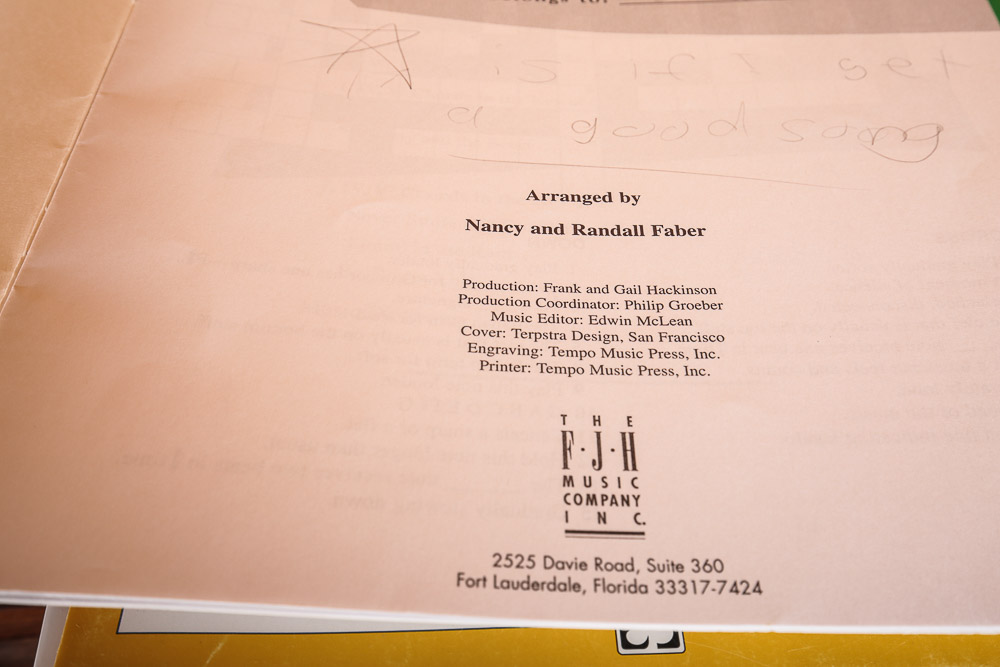 is if I get
a good song
Arranged by
Nancy and Randall Faber
Production: Frank and Gail Hackinson
Production Coordinator: Philip Groeber
Music Editor: Edwin McLean
Cover: Terpstra Design, San Francisco
Engraving: Tempo Music Press, Inc.
Printer: Tempo Music Press, Inc.
THE
F·J·H
MUSIC
COMPANY
INC.
2525 Davie Road, Suite 360
Fort Lauderdale, Florida 33317-7424